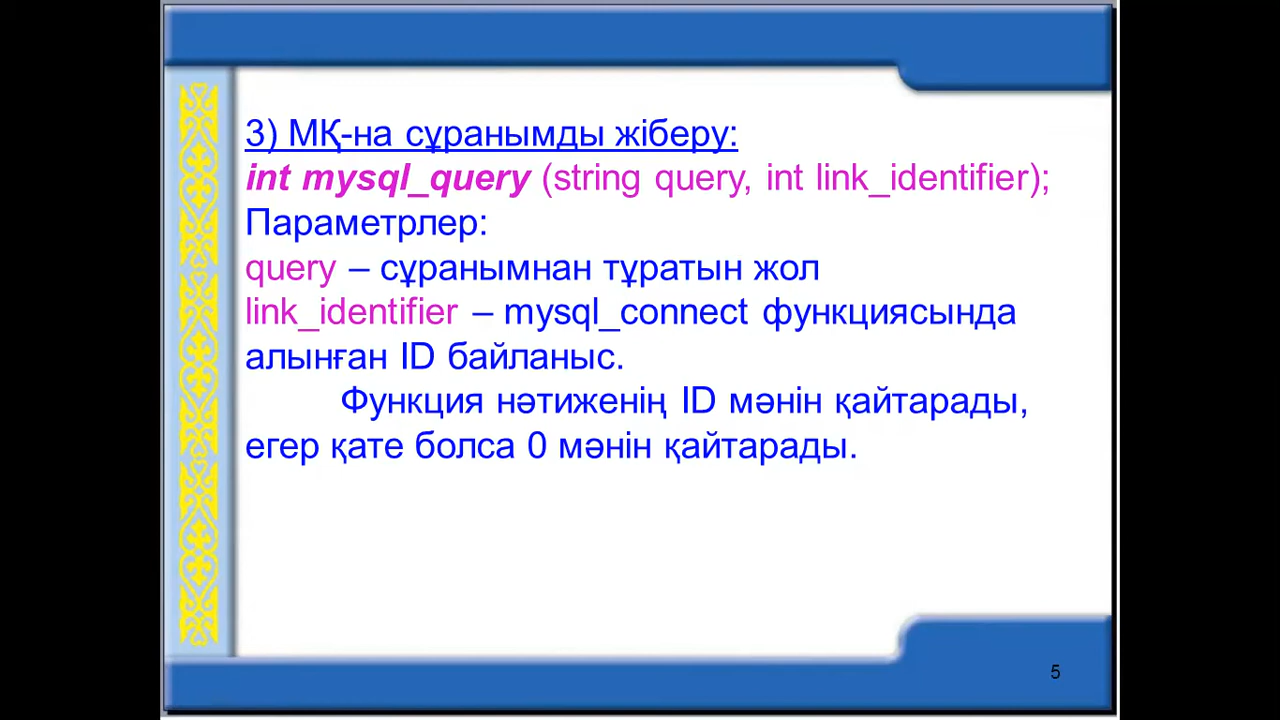 3) МҚ-на сұранымды жіберу:
int mysql_query (string query, int link_identifier);
Параметрлер:
query – сұранымнан тұратын жол
link_identifier – mysql_connect функциясында
алынған ID байланыс.
Функция нәтиженің ID мәнін қайтарады,
егер қате болса 0 мәнін қайтарады.
5